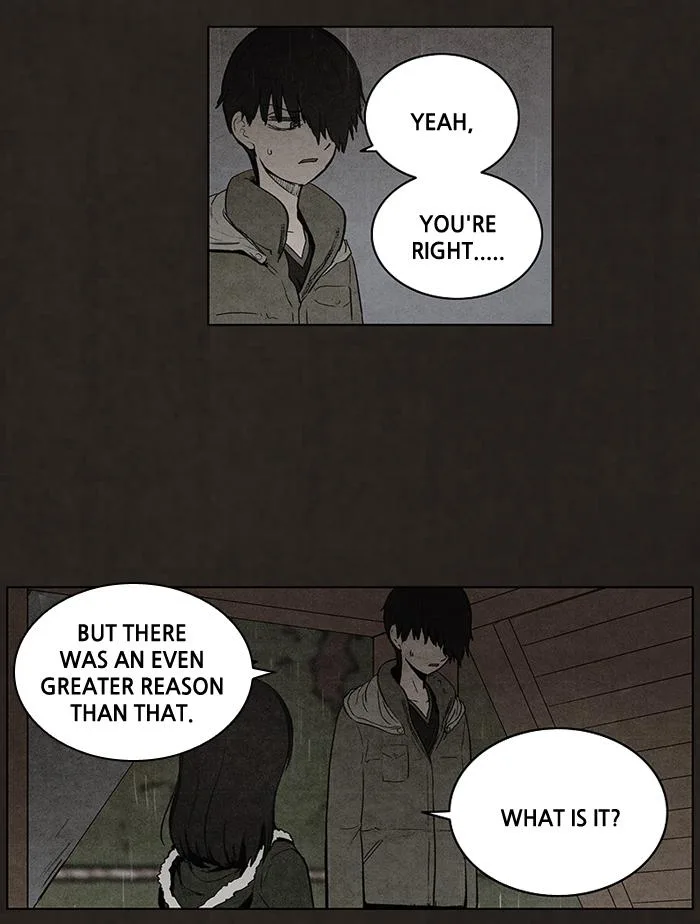 YEAH,
YOU'RE
RIGHT.....
BUT THERE
WAS AN EVEN
GREATER REASON
THAN THAT.
WHAT IS IT?